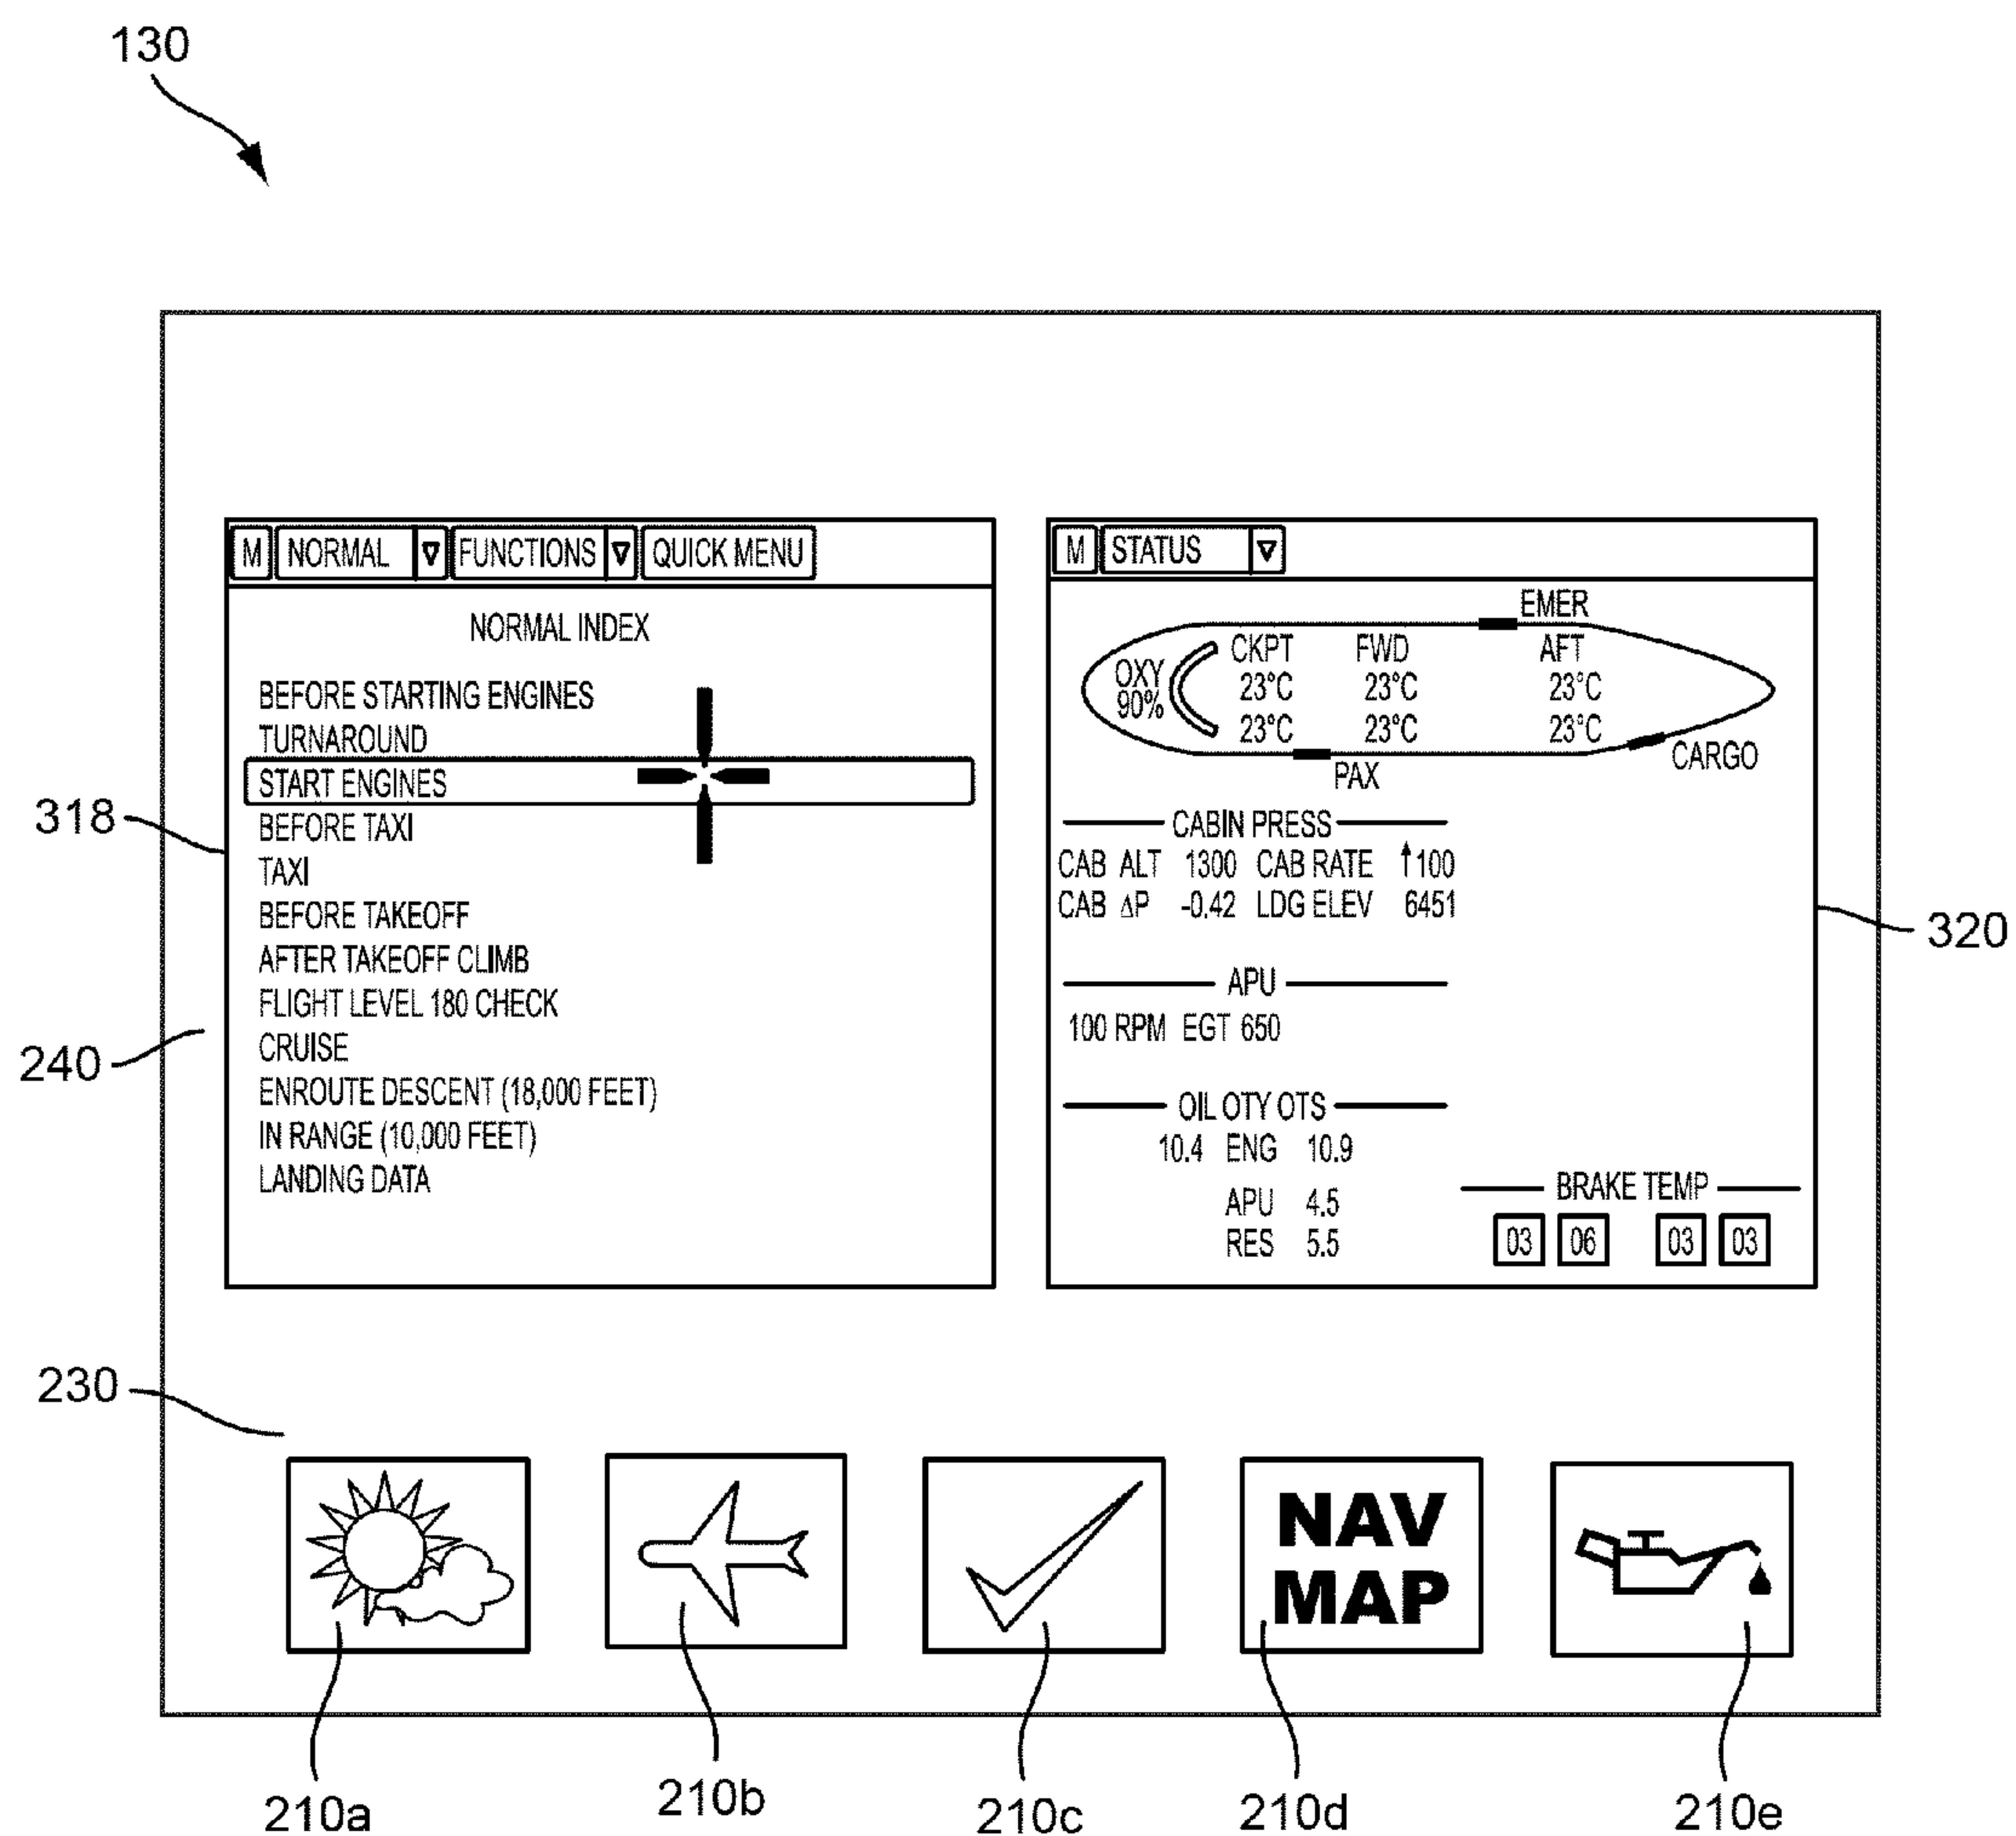 130
M NORMAL ▽ FUNCTIONS ▽ QUICK MENU
NORMAL INDEX
BEFORE STARTING ENGINES
TURNAROUND
START ENGINES
BEFORE TAXI
TAXI
BEFORE TAKEOFF
AFTER TAKEOFF CLIMB
FLIGHT LEVEL 180 CHECK
CRUISE
ENROUTE DESCENT (18,000 FEET)
IN RANGE (10,000 FEET)
LANDING DATA
318
240
230
M STATUS ▽
EMER
CKPT FWD AFT
OXY 23°C 23°C 23°C
90% 23°C 23°C 23°C
PAX CARGO
CABIN PRESS
CAB ALT 1300 CAB RATE ↑100
CAB ΔP -0.42 LDG ELEV 6451
APU
100 RPM EGT 650
OIL OTY OTS
10.4 ENG 10.9
APU 4.5
RES 5.5
BRAKE TEMP
03 06 03 03
320
NAV
MAP
210a 210b 210c 210d 210e